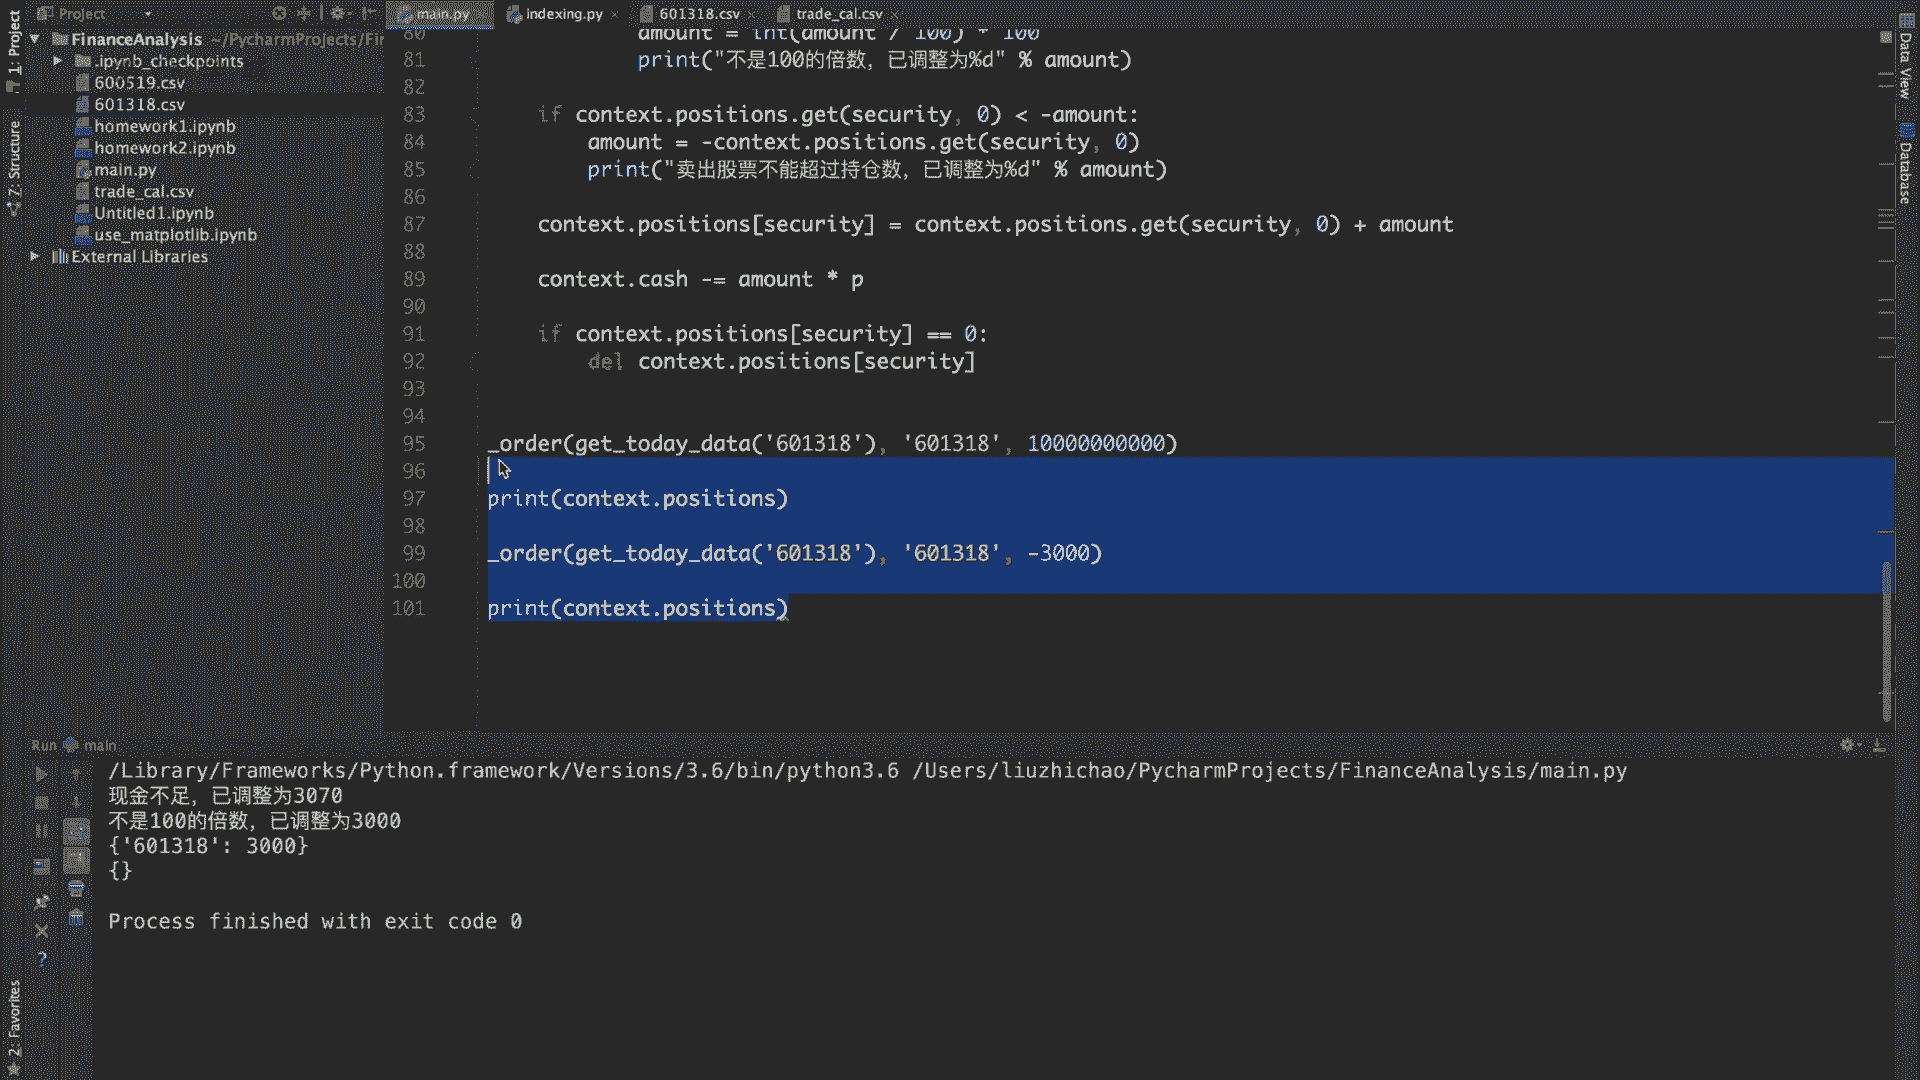 Project
main.py
indexing.py
601318.csv
trade_cal.csv
1: Project
7: Structure
2: Favorites
Data View
Database
FinanceAnalysis ~/PycharmProjects/Fir
.ipynb_checkpoints
600519.csv
601318.csv
homework1.ipynb
homework2.ipynb
main.py
trade_cal.csv
Untitled1.ipynb
use_matplotlib.ipynb
External Libraries
80 amount = int(amount / 100) * 100
81 print("不是100的倍数，已调整为%d" % amount)
82
83 if context.positions.get(security, 0) < -amount:
84 amount = -context.positions.get(security, 0)
85 print("卖出股票不能超过持仓数，已调整为%d" % amount)
86
87 context.positions[security] = context.positions.get(security, 0) + amount
88
89 context.cash -= amount * p
90
91 if context.positions[security] == 0:
92 del context.positions[security]
93
94
95 _order(get_today_data('601318'), '601318', 10000000000)
96
97 print(context.positions)
98
99 _order(get_today_data('601318'), '601318', -3000)
100
101 print(context.positions)
Run main
/Library/Frameworks/Python.framework/Versions/3.6/bin/python3.6 /Users/liuzhichao/PycharmProjects/FinanceAnalysis/main.py
现金不足，已调整为3070
不是100的倍数，已调整为3000
{'601318': 3000}
{}
Process finished with exit code 0